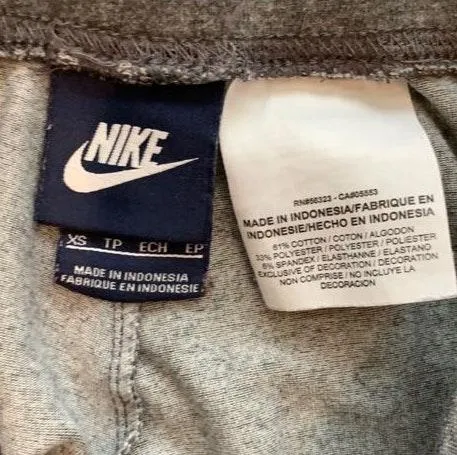 NIKE
XS TP ECH EP
MADE IN INDONESIA
FABRIQUE EN INDONESIE
RN#56323 - CA#05553
MADE IN INDONESIA/FABRIQUE EN
INDONESIE/HECHO EN INDONESIA
61% COTTON / COTON / ALGODON
33% POLYESTER / POLYESTER / POLIESTER
6% SPANDEX / ELASTHANNE / ELASTANO
EXCLUSIVE OF DECORATION / DECORATION
NON COMPRISE / NO INCLUYE LA
DECORACION